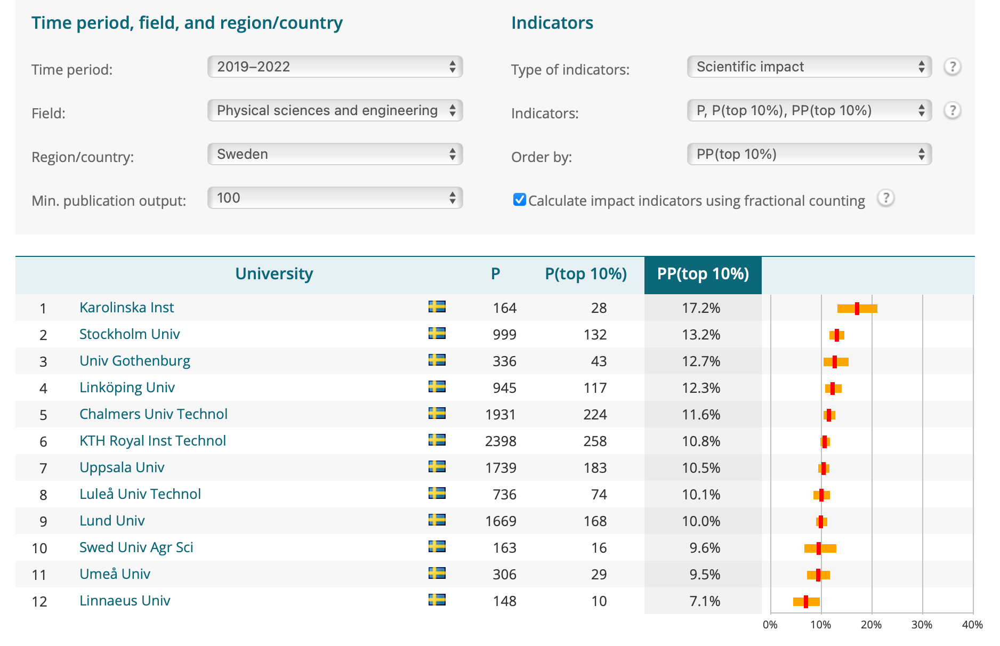 Time period, field, and region/country
Indicators
Time period: 2019–2022
Type of indicators: Scientific impact ?
Field: Physical sciences and engineering
Indicators: P, P(top 10%), PP(top 10%) ?
Region/country: Sweden
Order by: PP(top 10%)
Min. publication output: 100
Calculate impact indicators using fractional counting ?
University P P(top 10%) PP(top 10%)
1 Karolinska Inst 164 28 17.2%
2 Stockholm Univ 999 132 13.2%
3 Univ Gothenburg 336 43 12.7%
4 Linköping Univ 945 117 12.3%
5 Chalmers Univ Technol 1931 224 11.6%
6 KTH Royal Inst Technol 2398 258 10.8%
7 Uppsala Univ 1739 183 10.5%
8 Luleå Univ Technol 736 74 10.1%
9 Lund Univ 1669 168 10.0%
10 Swed Univ Agr Sci 163 16 9.6%
11 Umeå Univ 306 29 9.5%
12 Linnaeus Univ 148 10 7.1%
0% 10% 20% 30% 40%